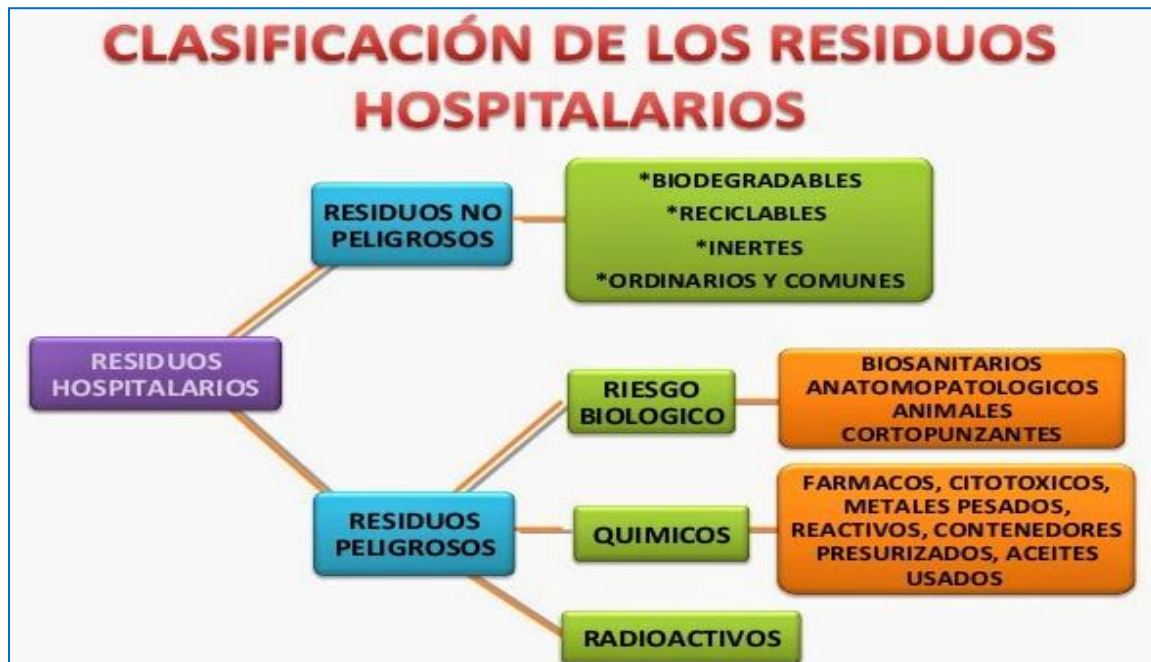 CLASIFICACIÓN DE LOS RESIDUOS
HOSPITALARIOS
RESIDUOS NO
PELIGROSOS
*BIODEGRADABLES
*RECICLABLES
*INERTES
*ORDINARIOS Y COMUNES
RESIDUOS
HOSPITALARIOS
RIESGO
BIOLOGICO
BIOSANITARIOS
ANATOMOPATOLOGICOS
ANIMALES
CORTOPUNZANTES
RESIDUOS
PELIGROSOS
QUIMICOS
FARMACOS, CITOTOXICOS,
METALES PESADOS,
REACTIVOS, CONTENEDORES
PRESURIZADOS, ACEITES
USADOS
RADIOACTIVOS